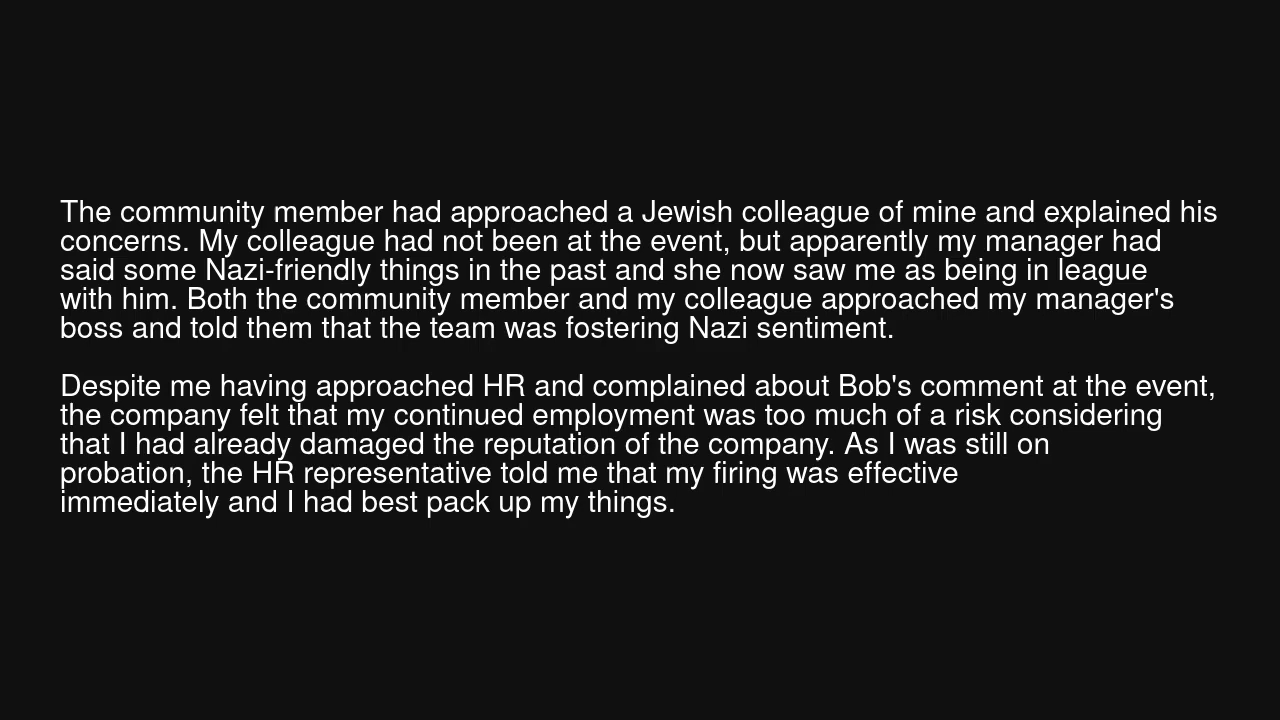 The community member had approached a Jewish colleague of mine and explained his
concerns. My colleague had not been at the event, but apparently my manager had
said some Nazi-friendly things in the past and she now saw me as being in league
with him. Both the community member and my colleague approached my manager's
boss and told them that the team was fostering Nazi sentiment.
Despite me having approached HR and complained about Bob's comment at the event,
the company felt that my continued employment was too much of a risk considering
that I had already damaged the reputation of the company. As I was still on
probation, the HR representative told me that my firing was effective
immediately and I had best pack up my things.